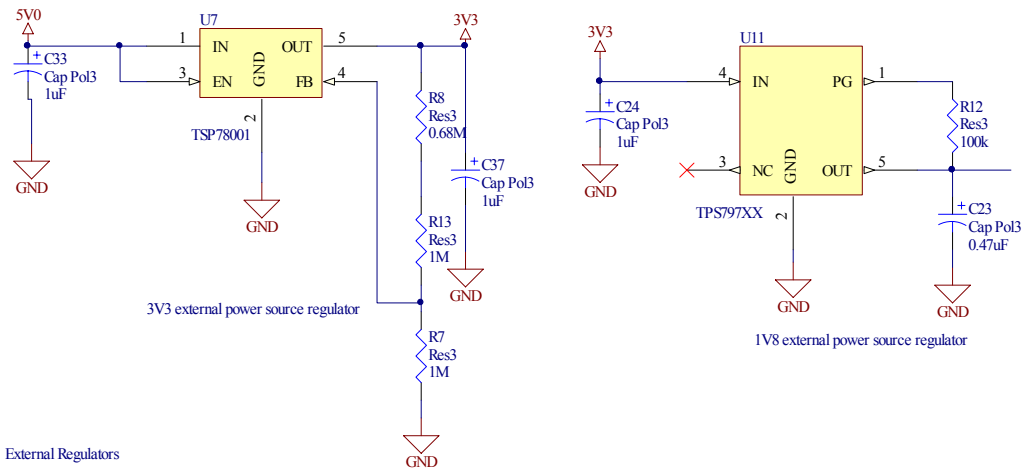 5V0
C33
Cap Pol3
1uF
GND
U7
1
IN
OUT
5
3
EN
GND
FB
4
2
TSP78001
GND
3V3
R8
Res3
0.68M
C37
Cap Pol3
1uF
GND
R13
Res3
1M
3V3 external power source regulator
R7
Res3
1M
GND
External Regulators
3V3
C24
Cap Pol3
1uF
GND
U11
4
IN
PG
1
3
NC
GND
OUT
5
2
TPS797XX
GND
R12
Res3
100k
C23
Cap Pol3
0.47uF
GND
1V8 external power source regulator